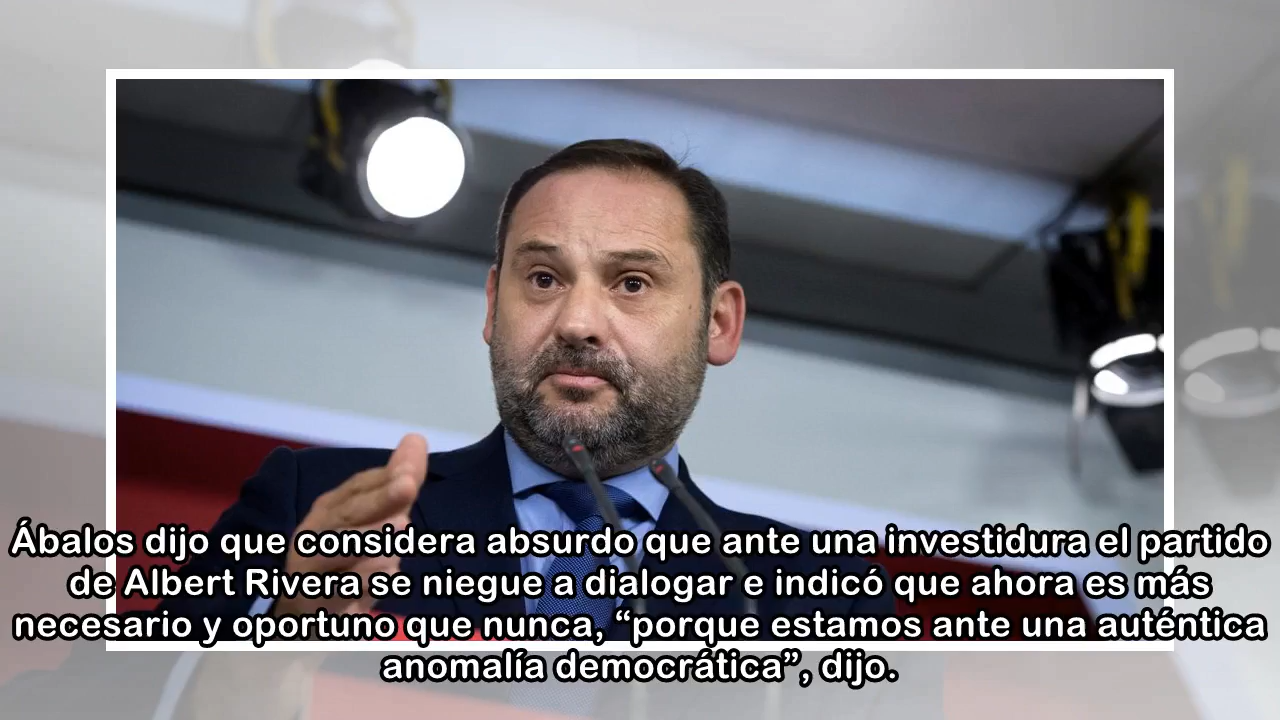 Ábalos dijo que considera absurdo que ante una investidura el partido
de Albert Rivera se niegue a dialogar e indicó que ahora es más
necesario y oportuno que nunca, “porque estamos ante una auténtica
anomalía democrática”, dijo.